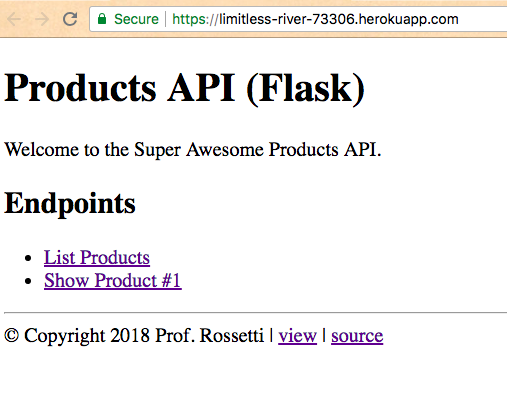 Secure | https://limitless-river-73306.herokuapp.com
Products API (Flask)
Welcome to the Super Awesome Products API.
Endpoints
• List Products
• Show Product #1
© Copyright 2018 Prof. Rossetti | view | source